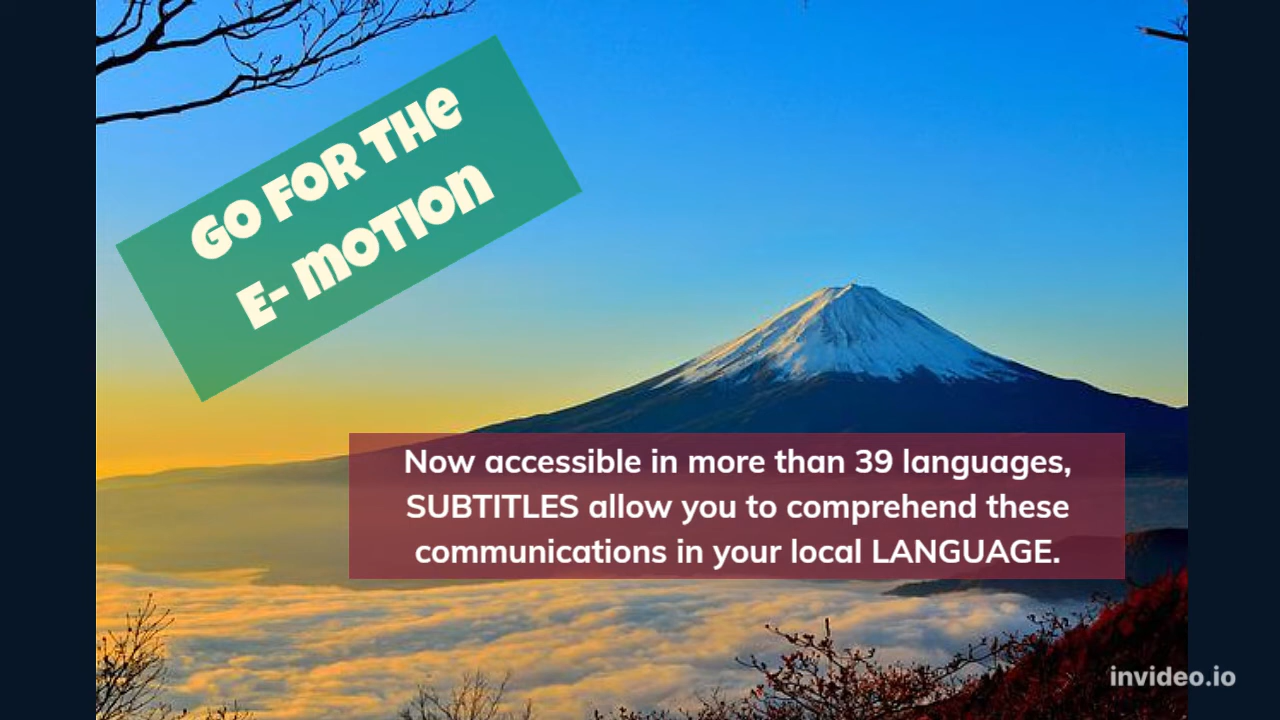 GO FOR THE
E- MOTION
Now accessible in more than 39 languages,
SUBTITLES allow you to comprehend these
communications in your local LANGUAGE.
invideo.io